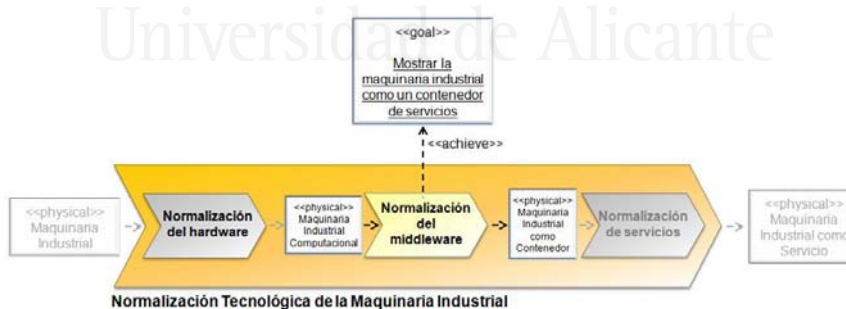 Universidad de Alicante
<<goal>>
Mostrar la
maquinaria industrial
como un contenedor
de servicios
<<achieve>>
<<physical>>
Maquinaria
Industrial
Normalización
del hardware
<<physical>>
Maquinaria
Industrial
Computacional
Normalización
del
middleware
<<physical>>
Maquinaria
Industrial
como
Contenedor
Normalización
de servicios
<<physical>>
Maquinaria
Industrial como
Servicio
Normalización Tecnológica de la Maquinaria Industrial